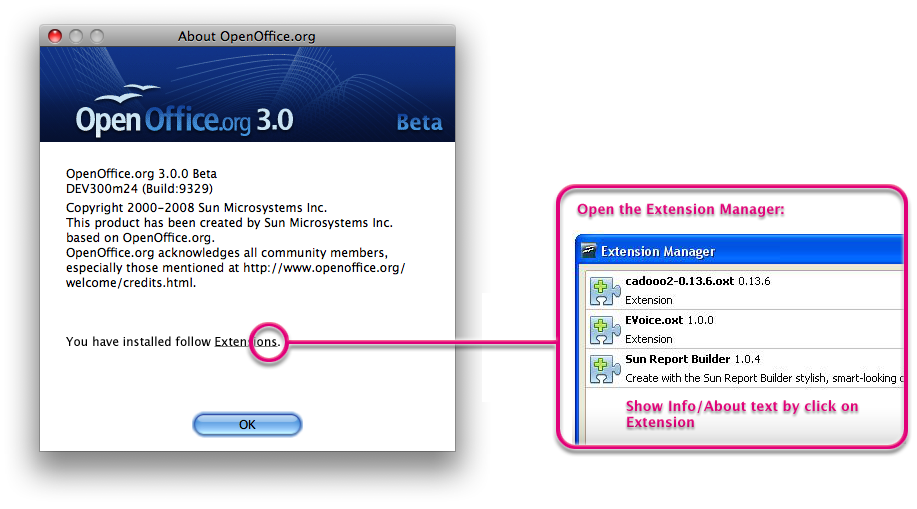 About OpenOffice.org
OpenOffice.org 3.0
Beta
OpenOffice.org 3.0.0 Beta
DEV300m24 (Build:9329)
Copyright 2000-2008 Sun Microsystems Inc.
This product has been created by Sun Microsystems Inc.
based on OpenOffice.org.
OpenOffice.org acknowledges all community members,
especially those mentioned at http://www.openoffice.org/
welcome/credits.html.
You have installed follow Extensions.
OK
Open the Extension Manager:
Extension Manager
cadooo2-0.13.6.oxt 0.13.6
Extension
EVoice.oxt 1.0.0
Extension
Sun Report Builder 1.0.4
Create with the Sun Report Builder stylish, smart-looking
Show Info/About text by click on
Extension